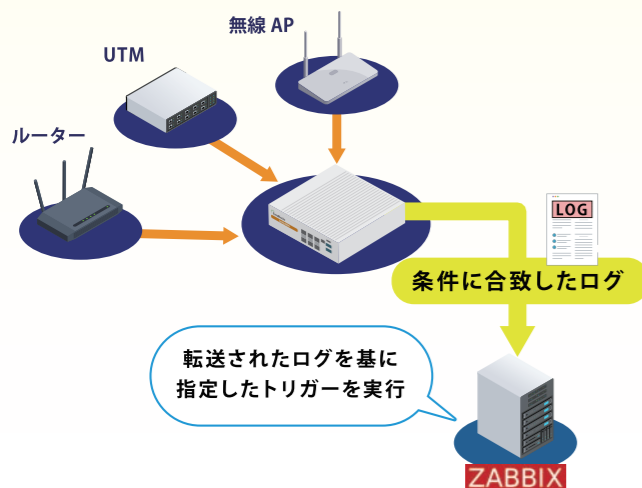 無線 AP
UTM
ルーター
LOG
条件に合致したログ
転送されたログを基に
指定したトリガーを実行
ZABBIX